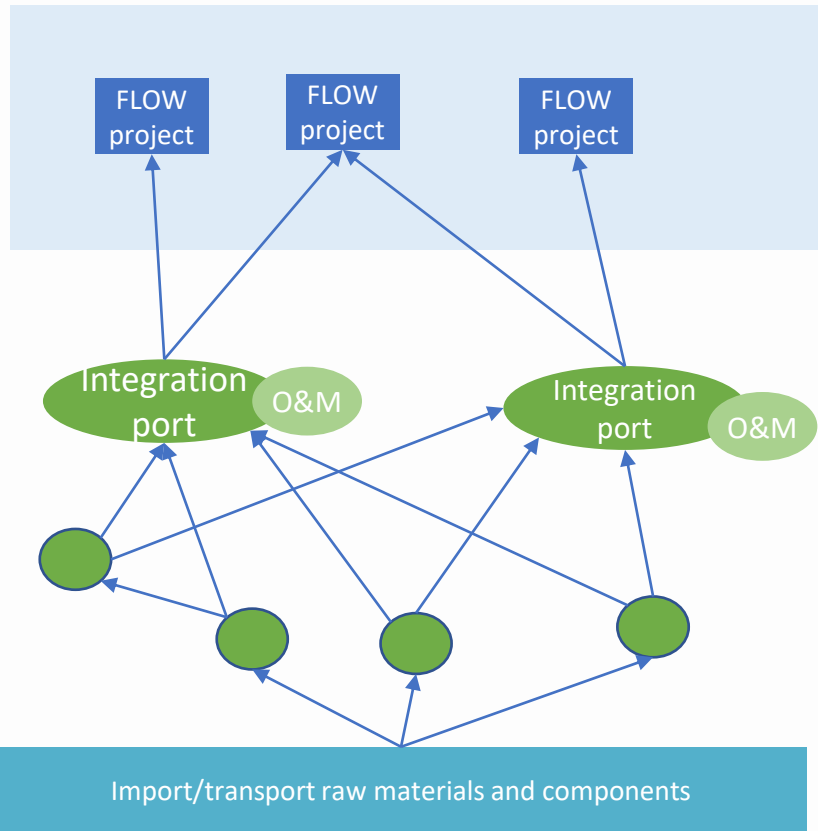 FLOW
project
FLOW
project
FLOW
project
Integration
port
O&M
Integration
port
O&M
Import/transport raw materials and components